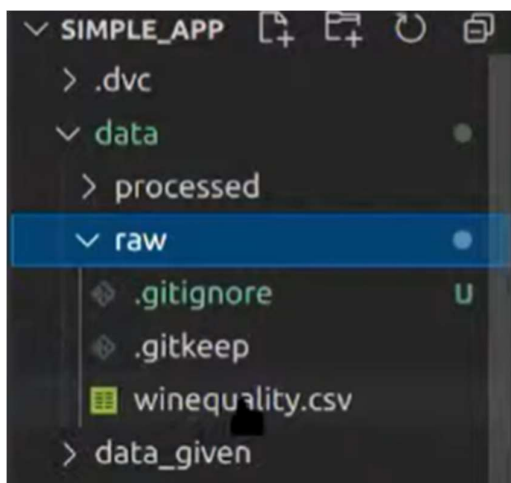 SIMPLE_APP
.dvc
data
processed
raw
.gitignore U
.gitkeep
winequality.csv
data_given